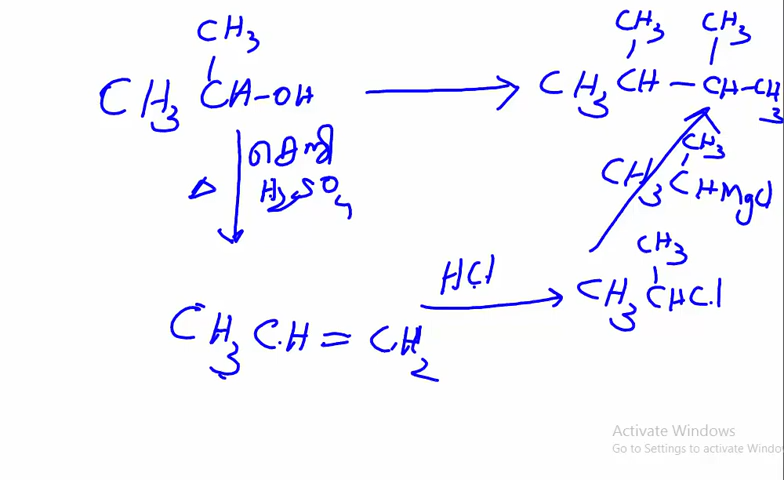 CH3 CH3 CH3
CH3 CH-OH → CH3 CH - CH-CH3
Δ H2SO4
CH3
CH3 CHMgCl
HCl
CH3
CH3 CHCl
CH3 CH = CH2
Activate Windows
Go to Settings to activate Windo